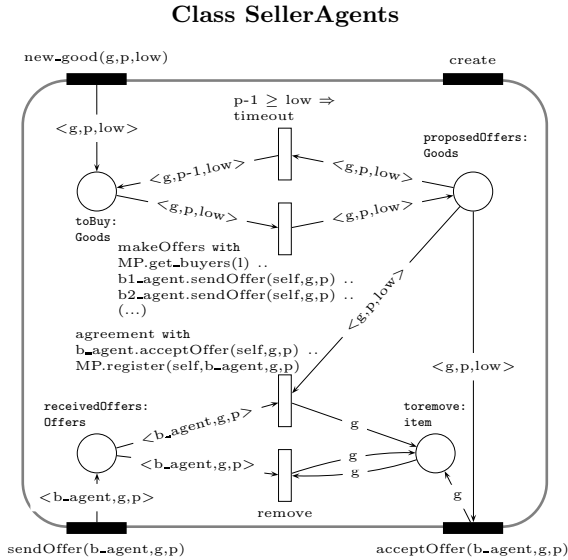 Class SellerAgents
new_good(g,p,low)
create
p-1 ≥ low ⇒
timeout
<g,p,low>
proposedOffers:
Goods
<g,p-1,low>
<g,p,low>
<g,p,low>
<g,p,low>
toBuy:
Goods
makeOffers with
MP.get_buyers(l) ..
b1_agent.sendOffer(self,g,p) ..
b2_agent.sendOffer(self,g,p) ..
(...)
<g,p,low>
agreement with
b_agent.acceptOffer(self,g,p) ..
MP.register(self,b_agent,g,p)
<g,p,low>
receivedOffers:
Offers
<b_agent,g,p>
g
toremove:
item
<b_agent,g,p>
g
g
<b_agent,g,p>
g
remove
sendOffer(b_agent,g,p)
acceptOffer(b_agent,g,p)